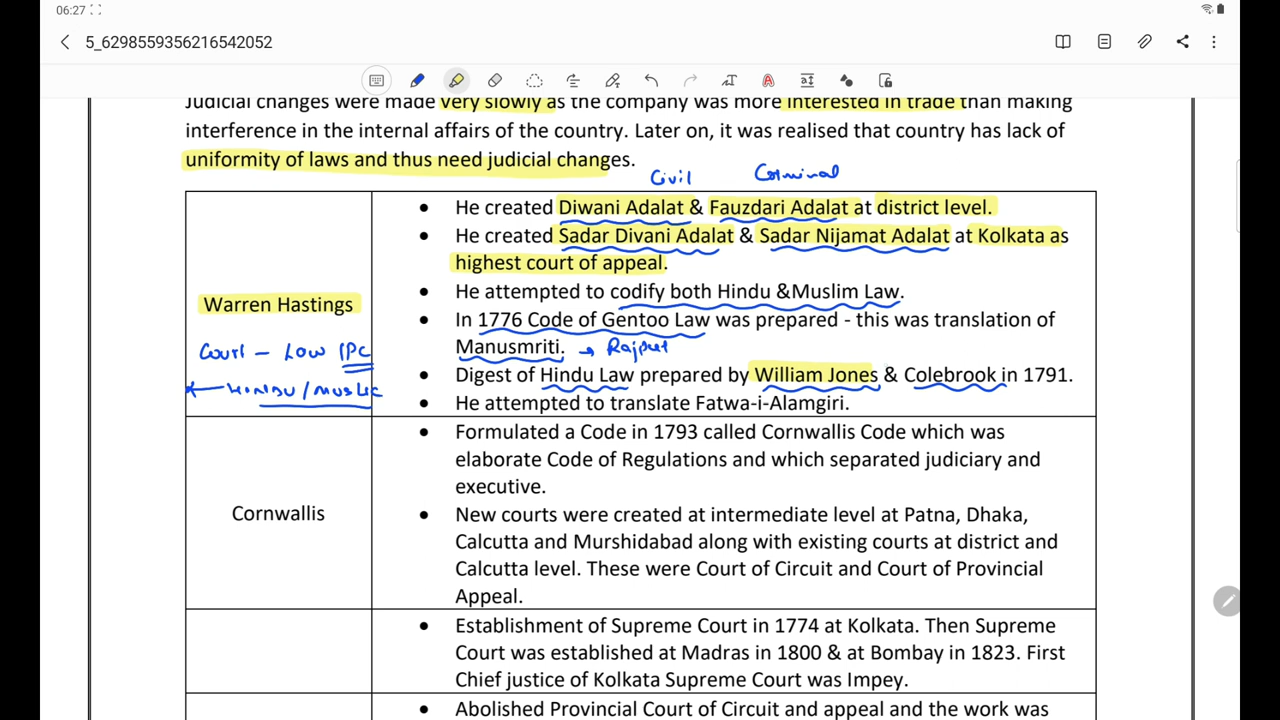 06:27
5_6298559356216542052
Judicial changes were made very slowly as the company was more interested in trade than making
interference in the internal affairs of the country. Later on, it was realised that country has lack of
uniformity of laws and thus need judicial changes.
Civil Criminal
• He created Diwani Adalat & Fauzdari Adalat at district level.
• He created Sadar Divani Adalat & Sadar Nijamat Adalat at Kolkata as
highest court of appeal.
Warren Hastings
Court – Low IPC
Hindu/Muslim
• He attempted to codify both Hindu &Muslim Law.
• In 1776 Code of Gentoo Law was prepared - this was translation of
Manusmriti. → Rajput
• Digest of Hindu Law prepared by William Jones & Colebrook in 1791.
• He attempted to translate Fatwa-i-Alamgiri.
Cornwallis
• Formulated a Code in 1793 called Cornwallis Code which was
elaborate Code of Regulations and which separated judiciary and
executive.
• New courts were created at intermediate level at Patna, Dhaka,
Calcutta and Murshidabad along with existing courts at district and
Calcutta level. These were Court of Circuit and Court of Provincial
Appeal.
• Establishment of Supreme Court in 1774 at Kolkata. Then Supreme
Court was established at Madras in 1800 & at Bombay in 1823. First
Chief justice of Kolkata Supreme Court was Impey.
• Abolished Provincial Court of Circuit and appeal and the work was